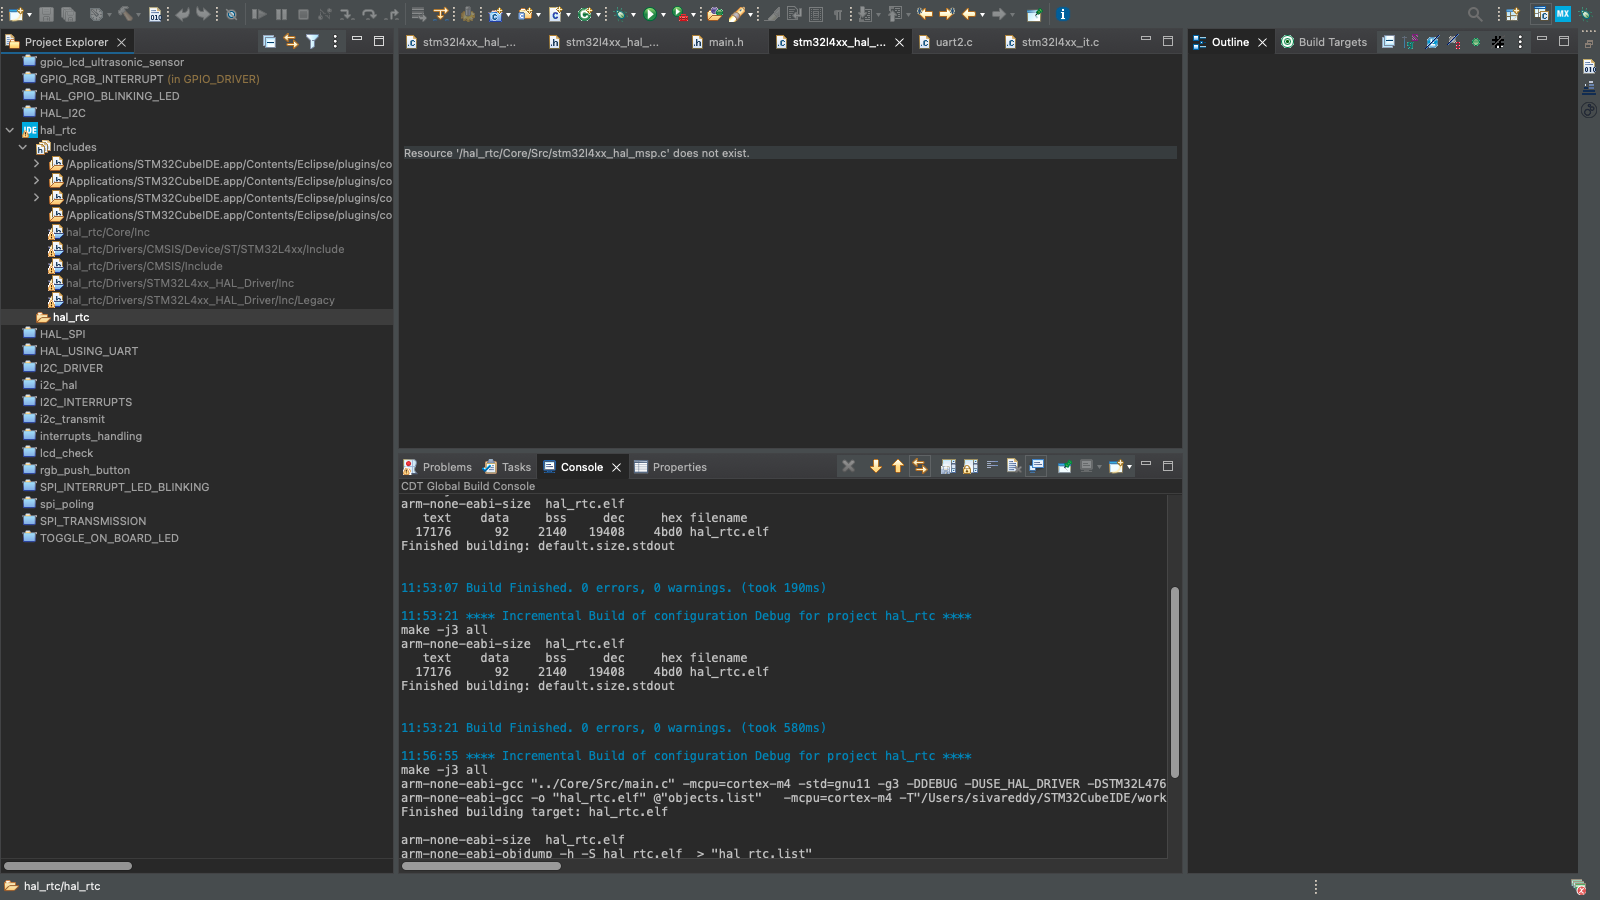 MX
Project Explorer
gpio_lcd_ultrasonic_sensor
GPIO_RGB_INTERRUPT (in GPIO_DRIVER)
HAL_GPIO_BLINKING_LED
HAL_I2C
IDE hal_rtc
Includes
/Applications/STM32CubeIDE.app/Contents/Eclipse/plugins/co
/Applications/STM32CubeIDE.app/Contents/Eclipse/plugins/co
/Applications/STM32CubeIDE.app/Contents/Eclipse/plugins/co
/Applications/STM32CubeIDE.app/Contents/Eclipse/plugins/co
hal_rtc/Core/Inc
hal_rtc/Drivers/CMSIS/Device/ST/STM32L4xx/Include
hal_rtc/Drivers/CMSIS/Include
hal_rtc/Drivers/STM32L4xx_HAL_Driver/Inc
hal_rtc/Drivers/STM32L4xx_HAL_Driver/Inc/Legacy
hal_rtc
HAL_SPI
HAL_USING_UART
I2C_DRIVER
i2c_hal
I2C_INTERRUPTS
i2c_transmit
interrupts_handling
lcd_check
rgb_push_button
SPI_INTERRUPT_LED_BLINKING
spi_poling
SPI_TRANSMISSION
TOGGLE_ON_BOARD_LED
stm32l4xx_hal_... stm32l4xx_hal_... main.h stm32l4xx_hal_... uart2.c stm32l4xx_it.c
Resource '/hal_rtc/Core/Src/stm32l4xx_hal_msp.c' does not exist.
Outline Build Targets
Problems Tasks Console Properties
CDT Global Build Console
arm-none-eabi-size  hal_rtc.elf
text data bss dec hex filename
17176 92 2140 19408 4bd0 hal_rtc.elf
Finished building: default.size.stdout
11:53:07 Build Finished. 0 errors, 0 warnings. (took 190ms)
11:53:21 **** Incremental Build of configuration Debug for project hal_rtc ****
make -j3 all
arm-none-eabi-size  hal_rtc.elf
text data bss dec hex filename
17176 92 2140 19408 4bd0 hal_rtc.elf
Finished building: default.size.stdout
11:53:21 Build Finished. 0 errors, 0 warnings. (took 580ms)
11:56:55 **** Incremental Build of configuration Debug for project hal_rtc ****
make -j3 all
arm-none-eabi-gcc "../Core/Src/main.c" -mcpu=cortex-m4 -std=gnu11 -g3 -DDEBUG -DUSE_HAL_DRIVER -DSTM32L476
arm-none-eabi-gcc -o "hal_rtc.elf" @"objects.list"   -mcpu=cortex-m4 -T"/Users/sivareddy/STM32CubeIDE/work
Finished building target: hal_rtc.elf
arm-none-eabi-size  hal_rtc.elf
arm-none-eabi-objdump -h -S hal_rtc.elf  > "hal_rtc.list"
hal_rtc/hal_rtc